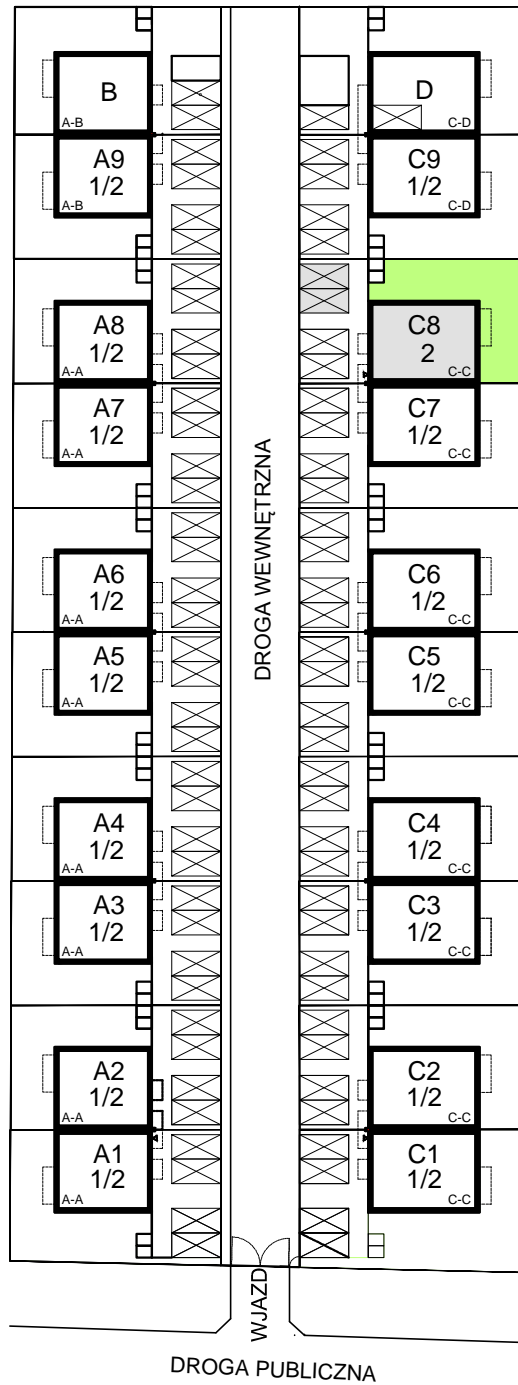 B
A-B
D
C-D
A9
1/2
A-B
C9
1/2
C-D
A8
1/2
A-A
C8
2
C-C
A7
1/2
A-A
C7
1/2
C-C
DROGA WEWNĘTRZNA
A6
1/2
A-A
C6
1/2
C-C
A5
1/2
A-A
C5
1/2
C-C
A4
1/2
A-A
C4
1/2
C-C
A3
1/2
A-A
C3
1/2
C-C
A2
1/2
A-A
C2
1/2
C-C
A1
1/2
A-A
C1
1/2
C-C
WJAZD
DROGA PUBLICZNA